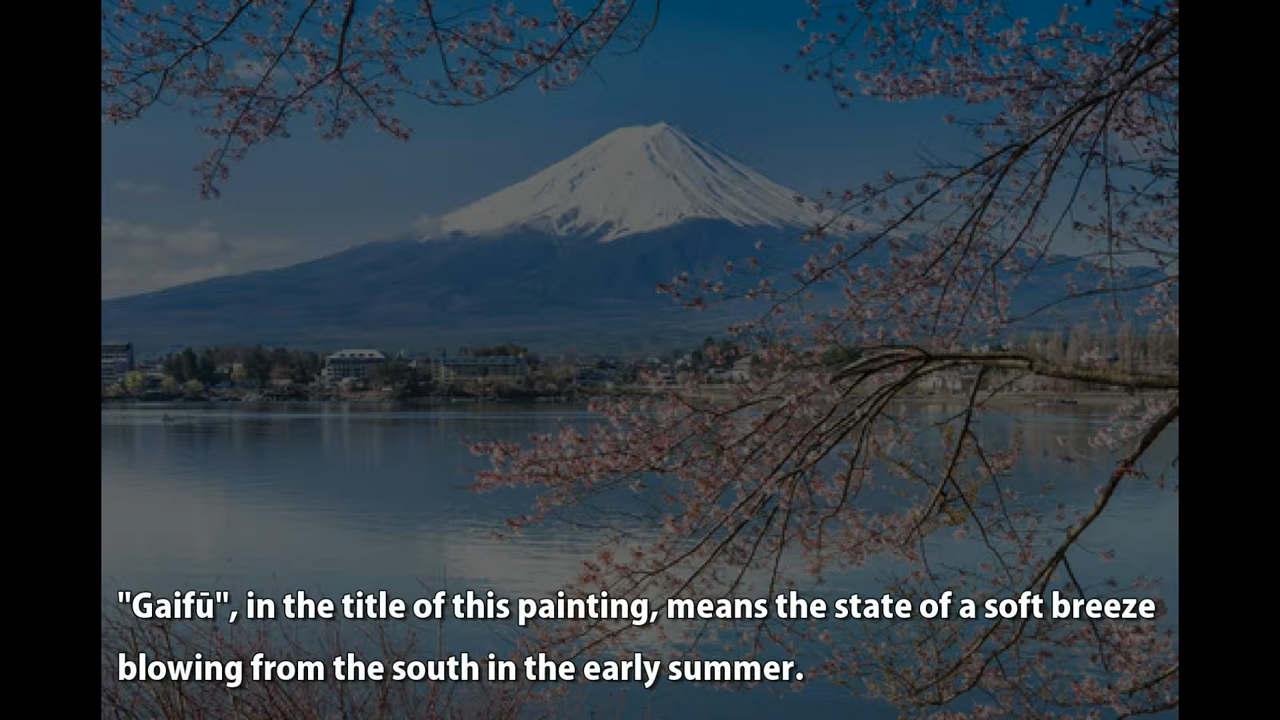 "Gaifū", in the title of this painting, means the state of a soft breeze
blowing from the south in the early summer.